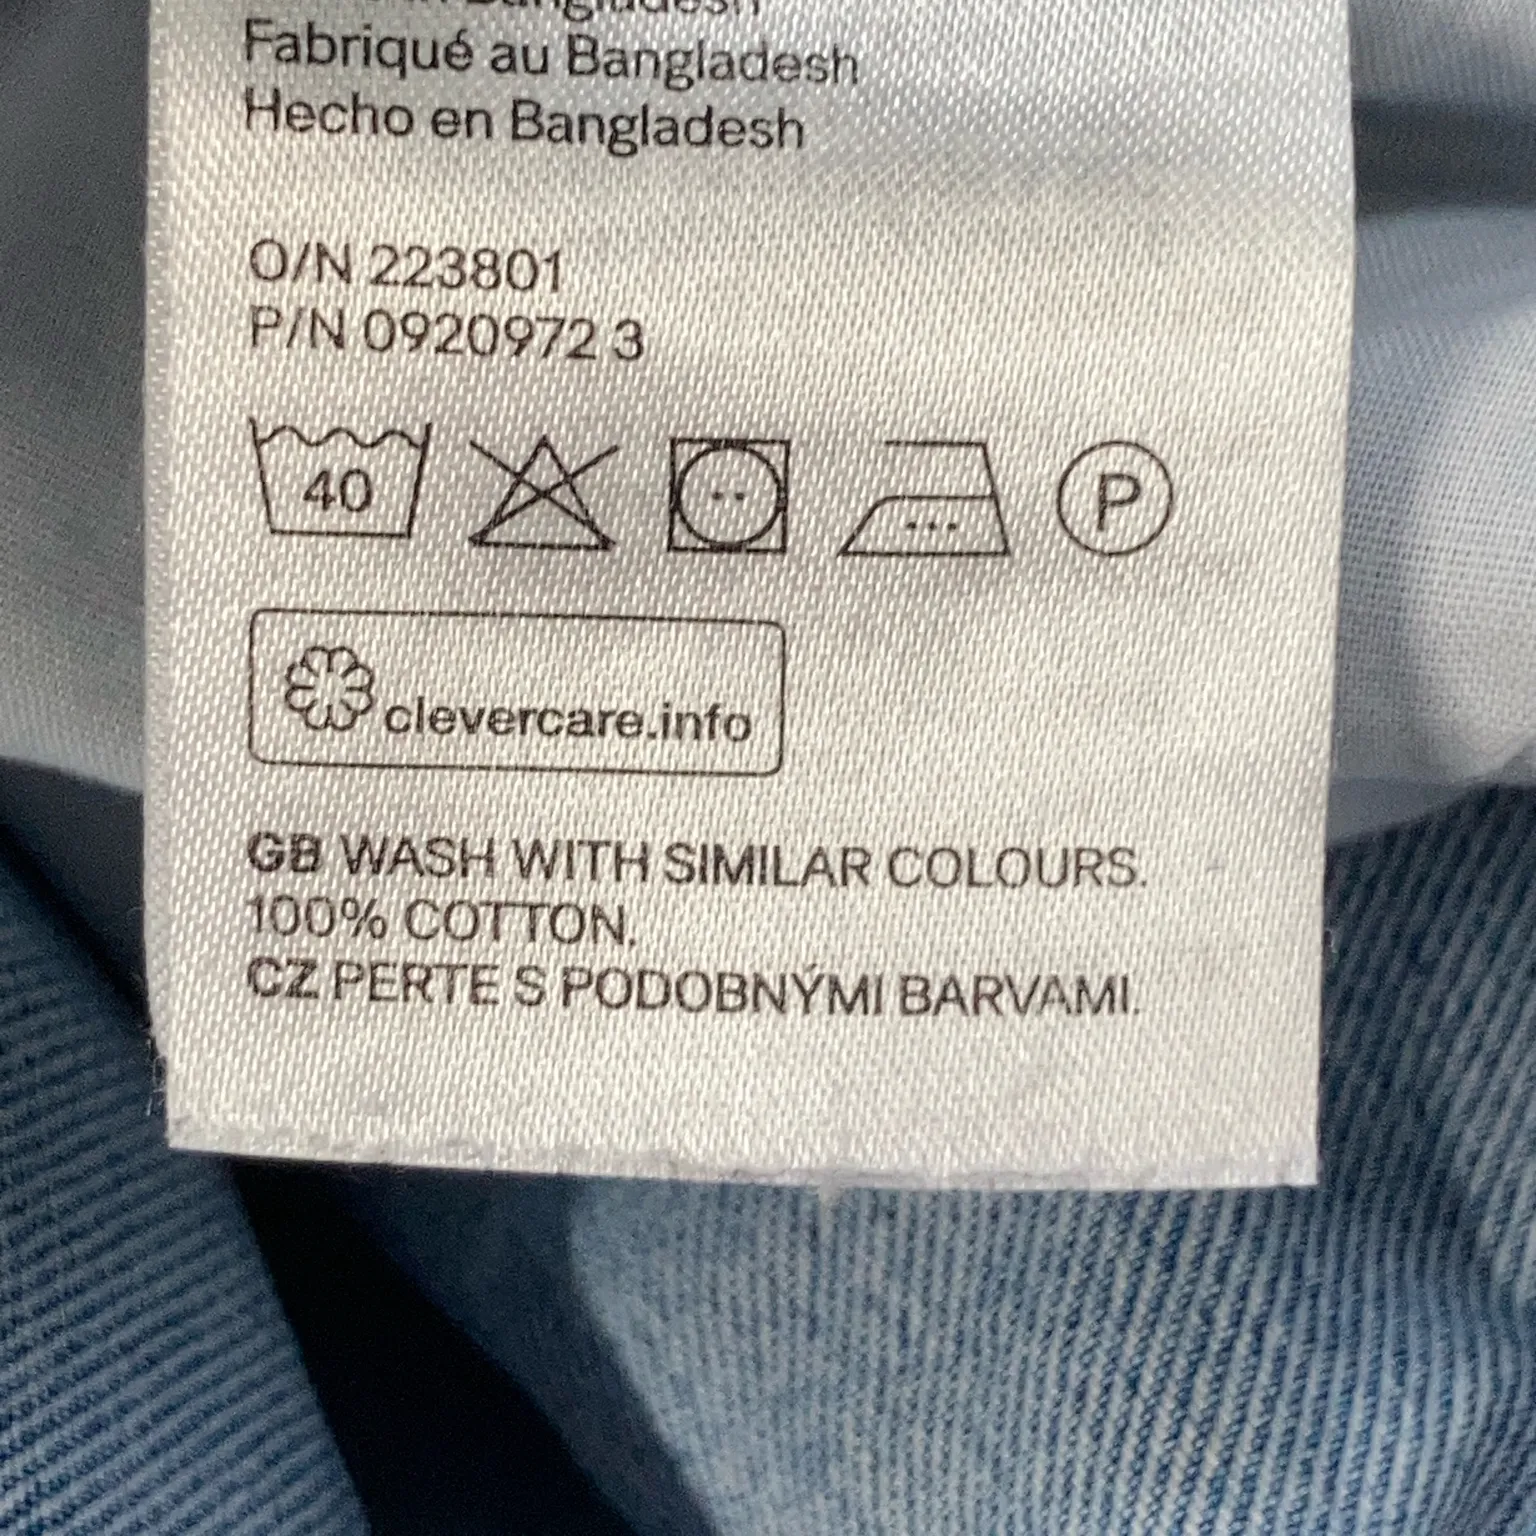 Bangladesh
Fabriqué au Bangladesh
Hecho en Bangladesh
O/N 223801
P/N 0920972 3
40
P
clevercare.info
GB WASH WITH SIMILAR COLOURS.
100% COTTON.
CZ PERTE S PODOBNÝMI BARVAMI.